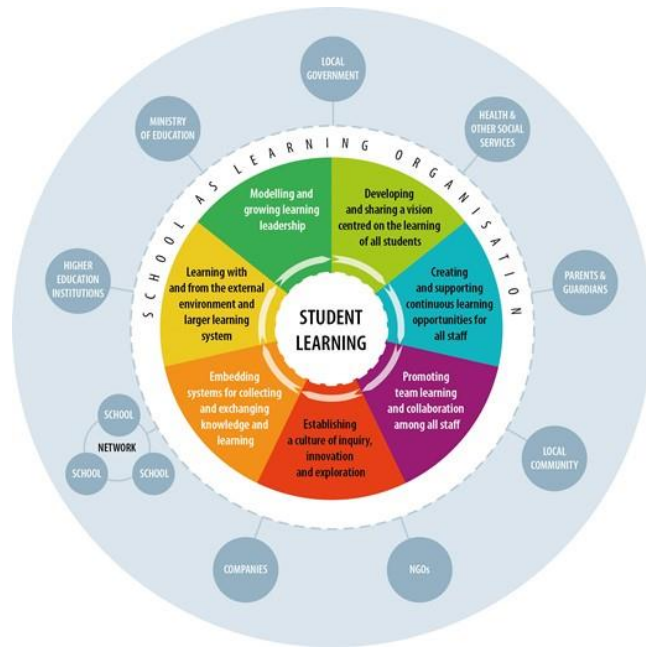 LOCAL
GOVERNMENT
MINISTRY
OF EDUCATION
HEALTH &
OTHER SOCIAL
SERVICES
SCHOOL AS LEARNING ORGANISATION
Modelling and
growing learning
leadership
Developing
and sharing a vision
centred on the learning
of all students
HIGHER
EDUCATION
INSTITUTIONS
Learning with
and from the external
environment and
larger learning
system
STUDENT
LEARNING
Creating
and supporting
continuous learning
opportunities for
all staff
PARENTS &
GUARDIANS
Embedding
systems for collecting
and exchanging
knowledge and
learning
Establishing
a culture of inquiry,
innovation
and exploration
Promoting
team learning
and collaboration
among all staff
SCHOOL
NETWORK
SCHOOL
SCHOOL
LOCAL
COMMUNITY
COMPANIES
NGOs